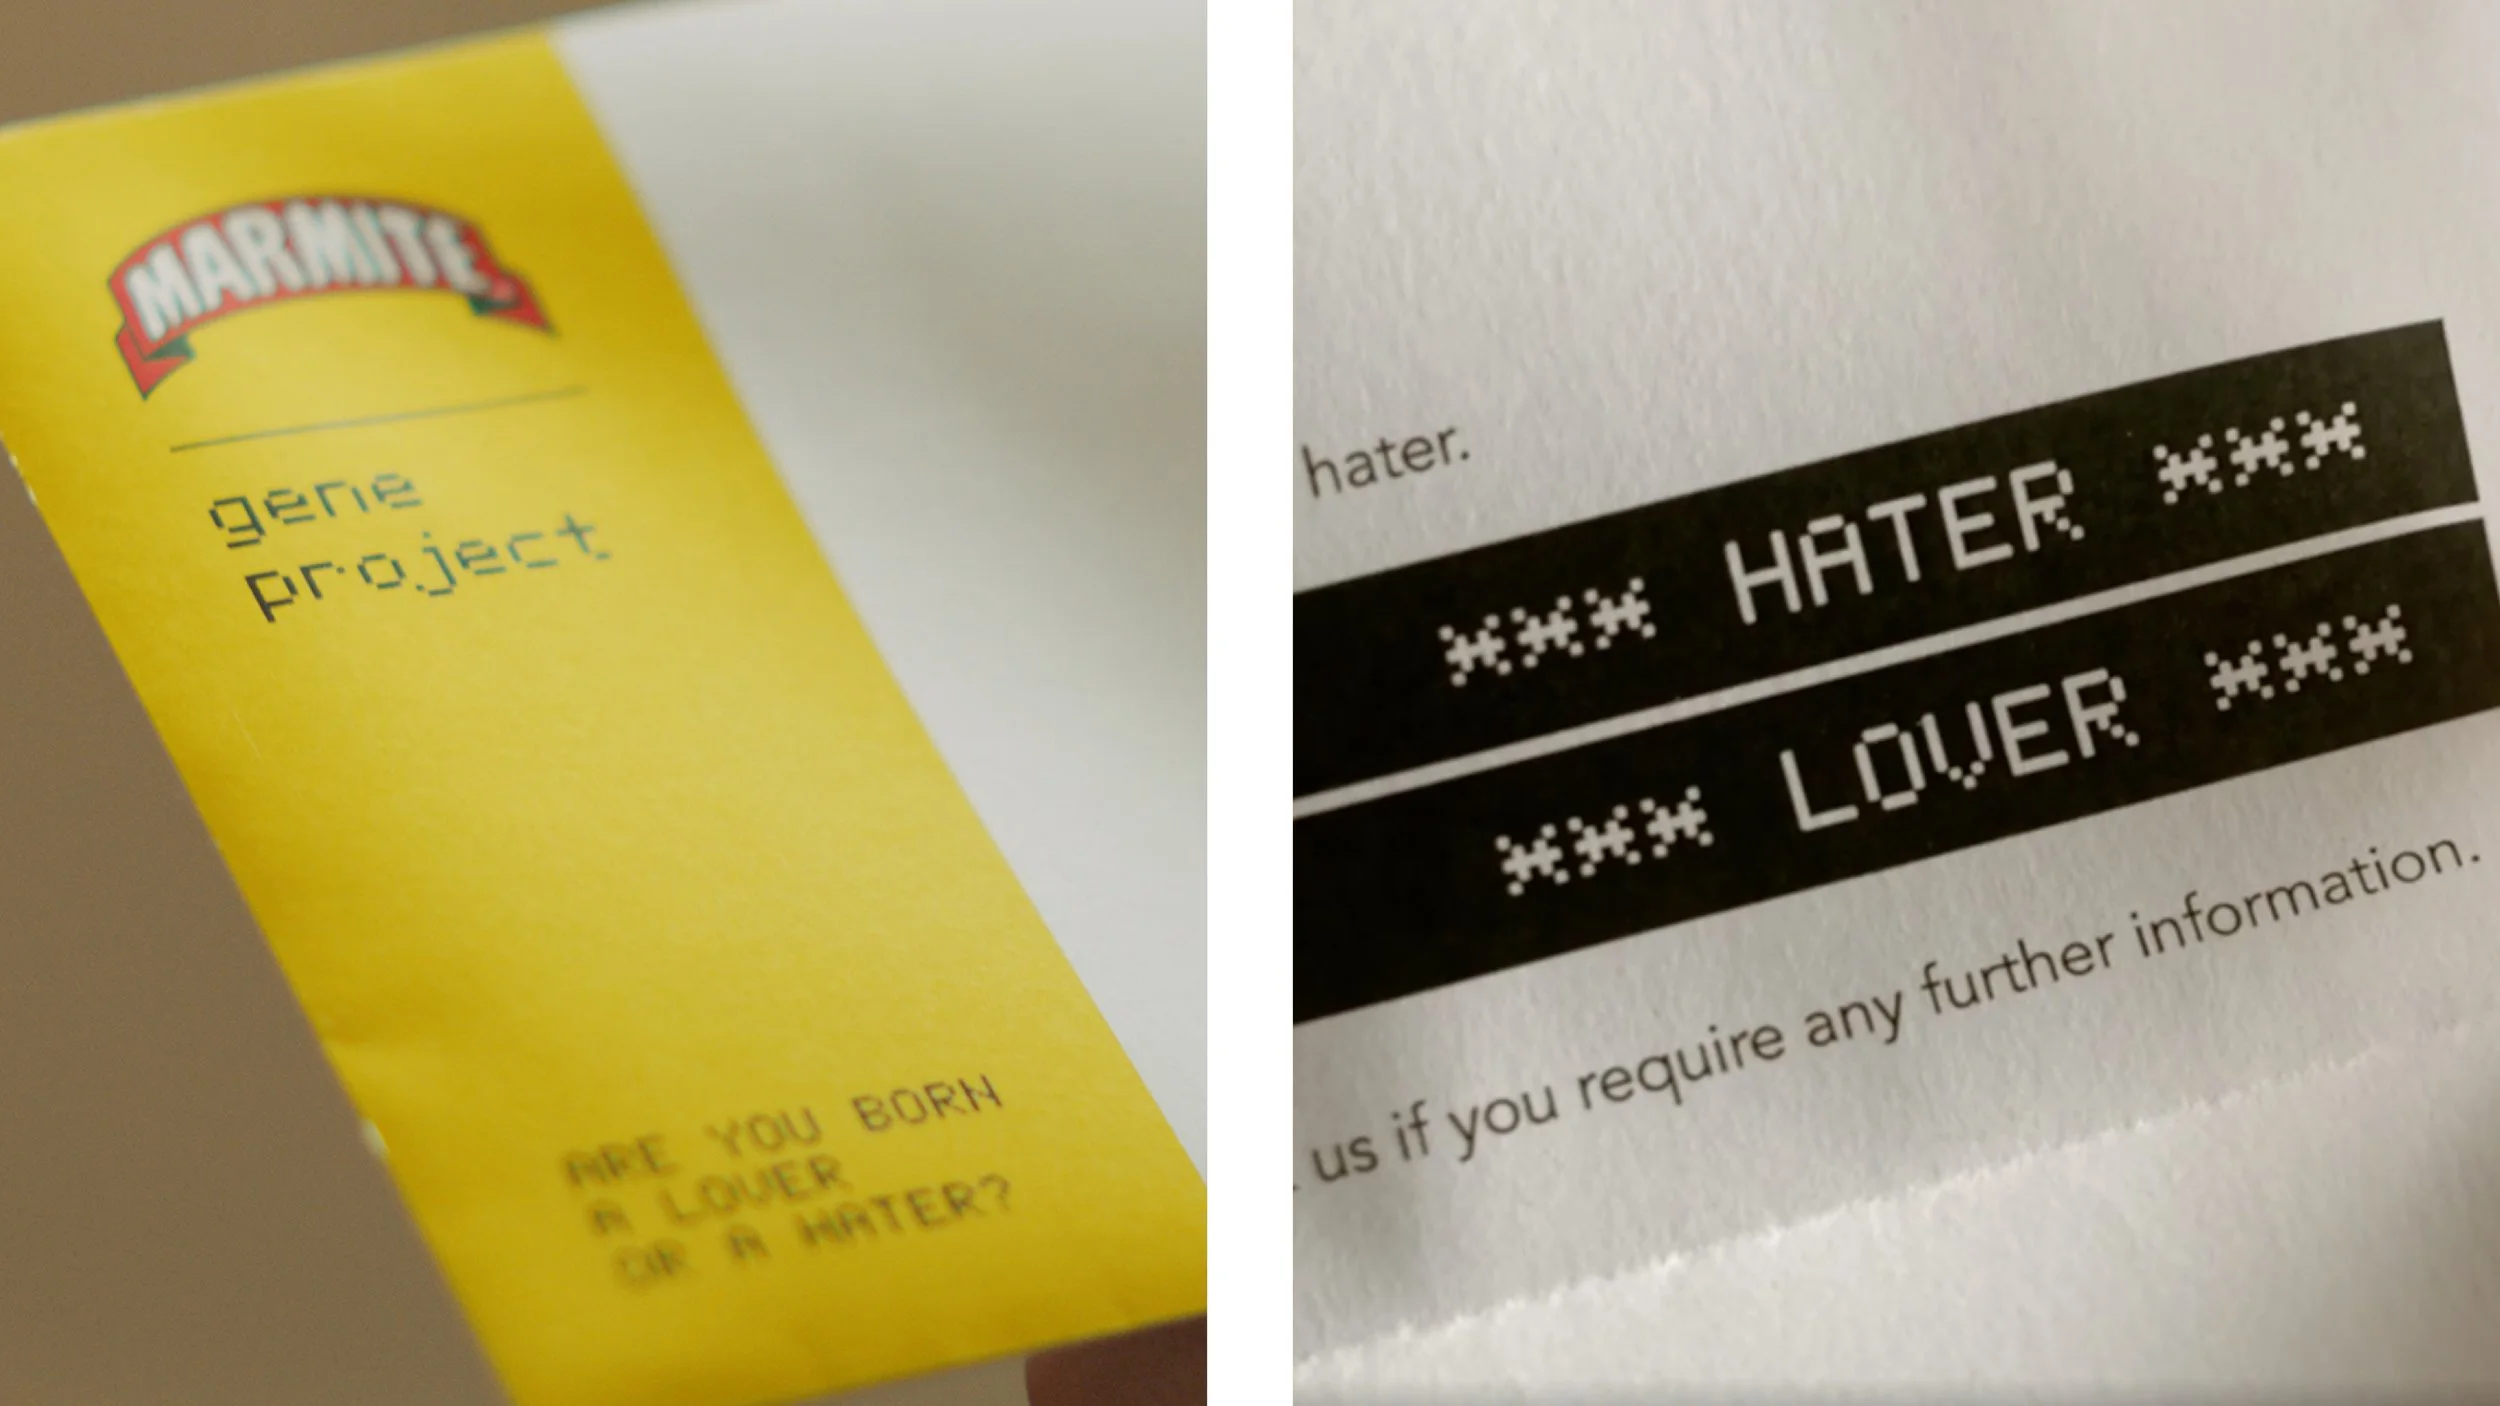 MARMITE
gene
project
ARE YOU BORN
A LOVER
OR A HATER?
hater.
*** HATER ***
*** LOVER ***
us if you require any further information.